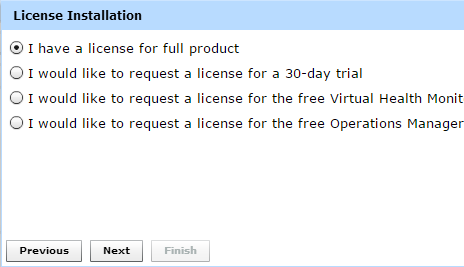 License Installation
I have a license for full product
I would like to request a license for a 30-day trial
I would like to request a license for the free Virtual Health Monit
I would like to request a license for the free Operations Manager
Previous Next Finish